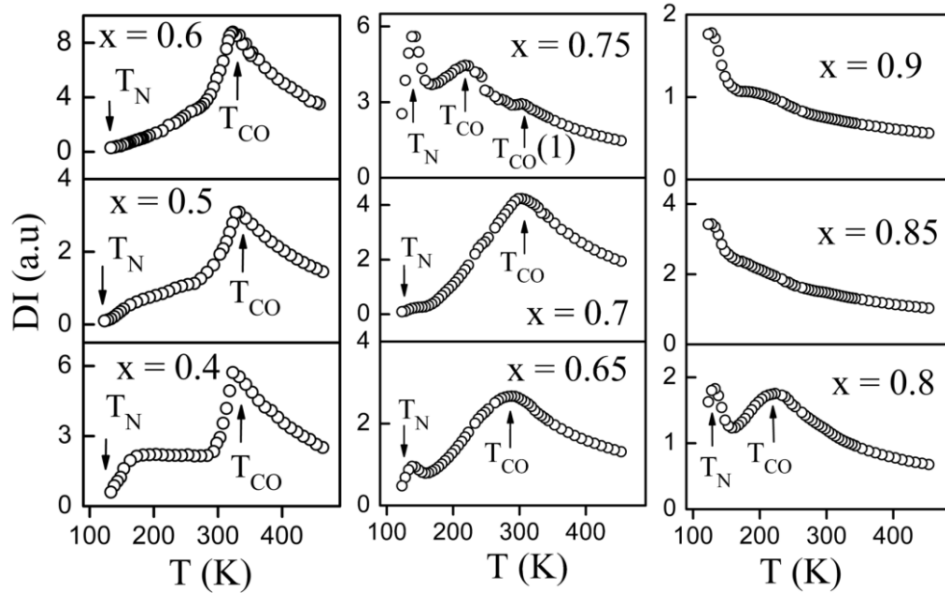 DI (a.u)
8
4
0
x = 0.6
T_N
T_CO
4
2
0
x = 0.5
T_N
T_CO
6
3
0
x = 0.4
T_N
T_CO
100 200 300 400
T (K)
6
3
0
x = 0.75
T_N
T_CO
T_CO(1)
4
2
0
T_N
T_CO
x = 0.7
4
2
0
x = 0.65
T_N
T_CO
100 200 300 400
T (K)
2
1
0
x = 0.9
4
2
0
x = 0.85
2
1
0
x = 0.8
T_N
T_CO
100 200 300 400
T (K)